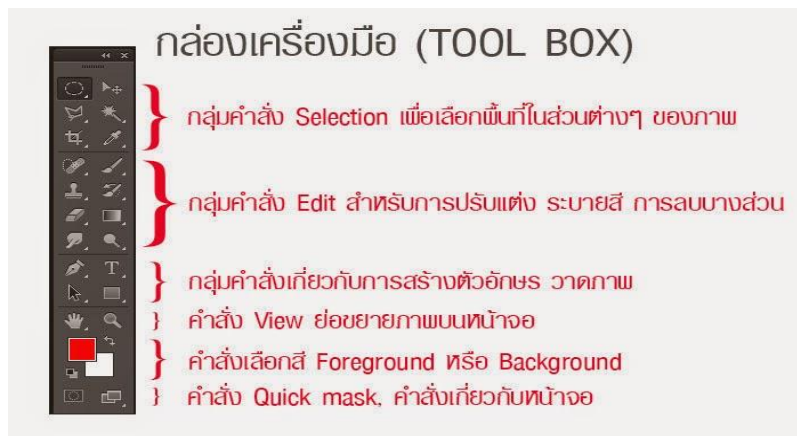 กล่องเครื่องมือ (TOOL BOX)
กลุ่มคำสั่ง Selection เพื่อเลือกพื้นที่ในส่วนต่างๆ ของภาพ
กลุ่มคำสั่ง Edit สำหรับการปรับแต่ง ระบายสี การลบบางส่วน
กลุ่มคำสั่งเกี่ยวกับการสร้างตัวอักษร วาดภาพ
คำสั่ง View ย่อขยายภาพบนหน้าจอ
คำสั่งเลือกสี Foreground หรือ Background
คำสั่ง Quick mask, คำสั่งเกี่ยวกับหน้าจอ